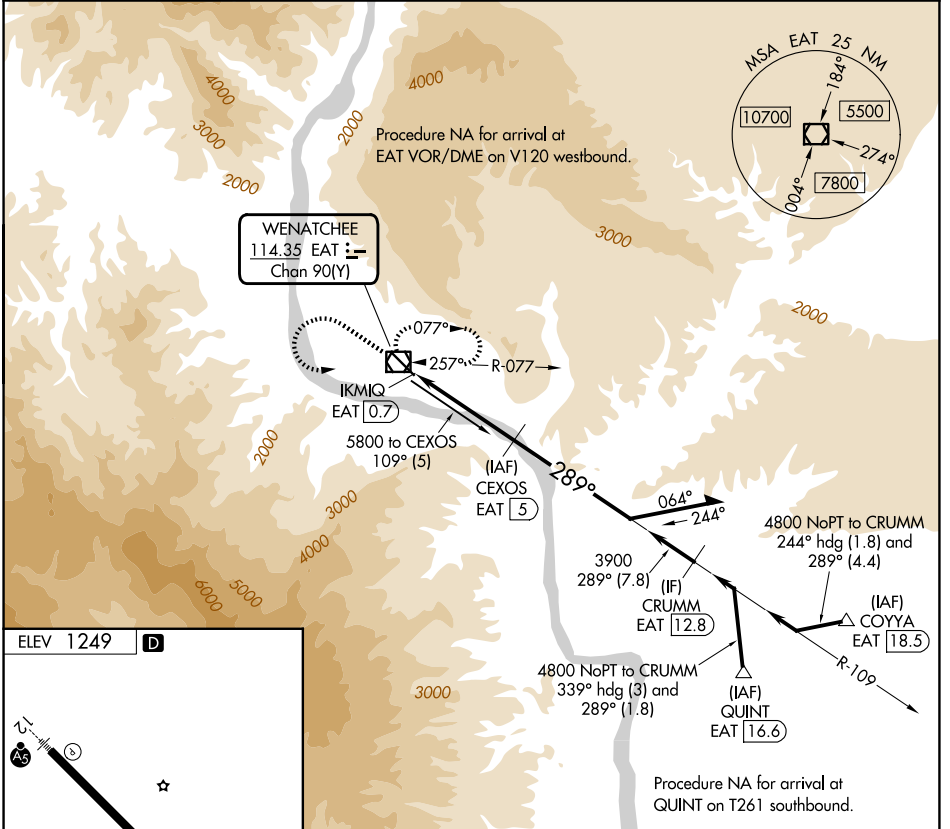 MSA EAT 25 NM
184°
10700
5500
274°
004°
7800
4000
4000
3000
2000
2000
Procedure NA for arrival at
EAT VOR/DME on V120 westbound.
3000
2000
WENATCHEE
114.35 EAT
Chan 90(Y)
077°
257°
R-077
IKMIQ
EAT 0.7
5800 to CEXOS
109° (5)
(IAF)
CEXOS
EAT 5
289°
064°
244°
4800 NoPT to CRUMM
244° hdg (1.8) and
289° (4.4)
3900
289° (7.8)
(IF)
CRUMM
EAT 12.8
(IAF)
COYYA
EAT 18.5
R-109
4800 NoPT to CRUMM
339° hdg (3) and
289° (1.8)
(IAF)
QUINT
EAT 16.6
2000
3000
4000
5000
6000
3000
Procedure NA for arrival at
QUINT on T261 southbound.
ELEV 1249
D
12
A5
P